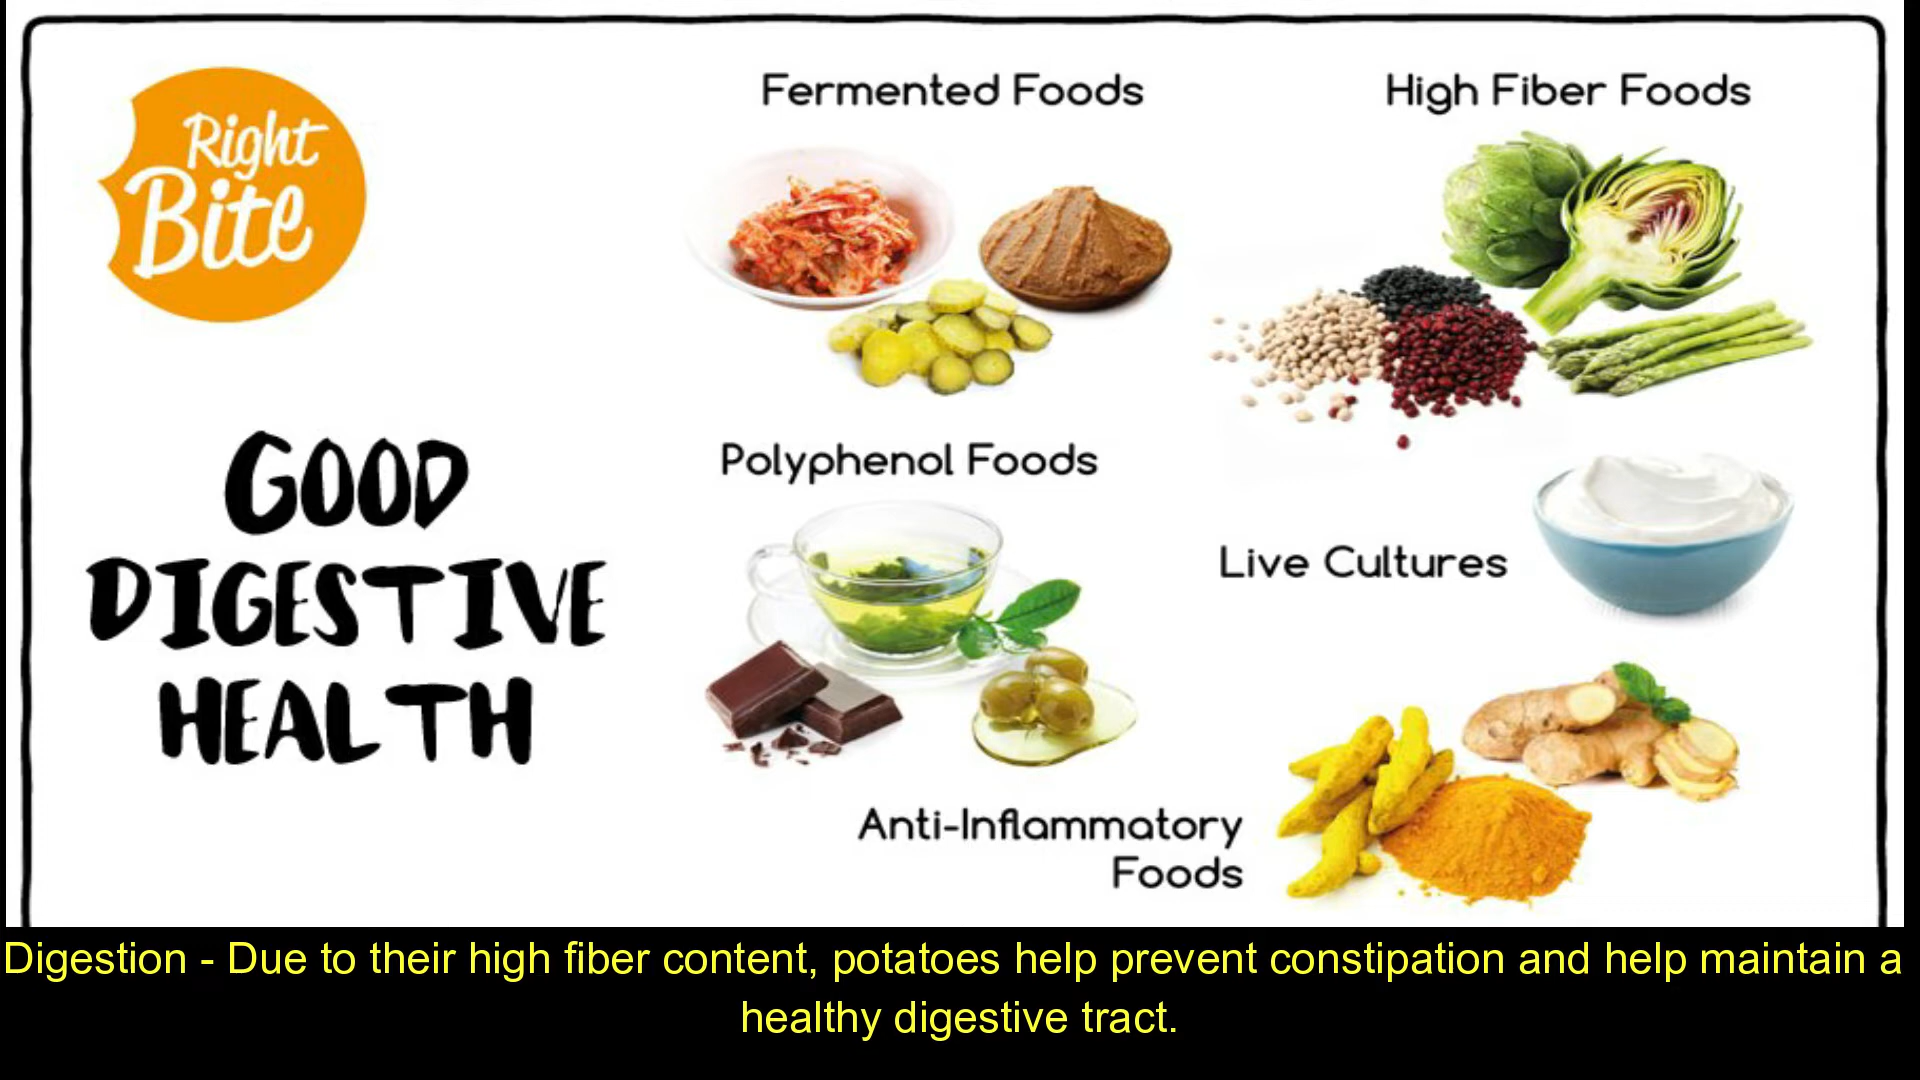 Right
Bite
GOOD
DIGESTIVE
HEALTH
Fermented Foods
High Fiber Foods
Polyphenol Foods
Live Cultures
Anti-Inflammatory
Foods
Digestion - Due to their high fiber content, potatoes help prevent constipation and help maintain a
healthy digestive tract.